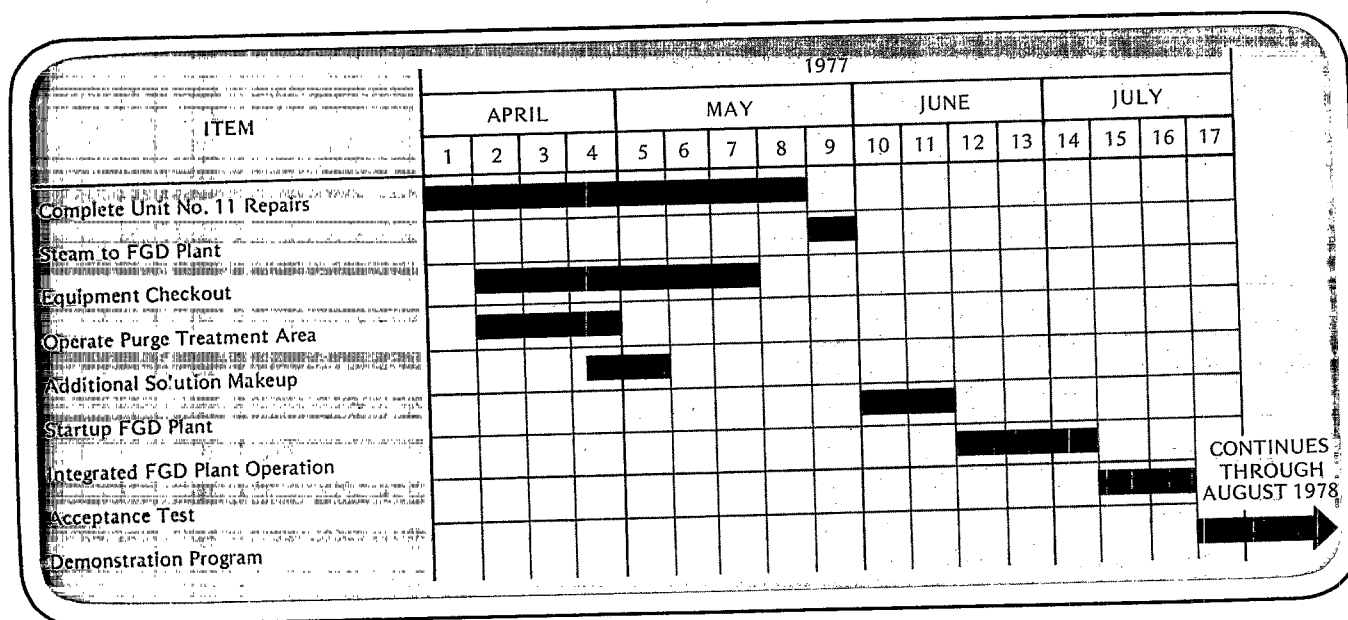 1977
ITEM
APRIL MAY JUNE JULY
1 2 3 4 5 6 7 8 9 10 11 12 13 14 15 16 17
Complete Unit No. 11 Repairs
Steam to FGD Plant
Equipment Checkout
Operate Purge Treatment Area
Additional Solution Makeup
Startup FGD Plant
Integrated FGD Plant Operation
Acceptance Test
Demonstration Program
CONTINUES
THROUGH
AUGUST 1978